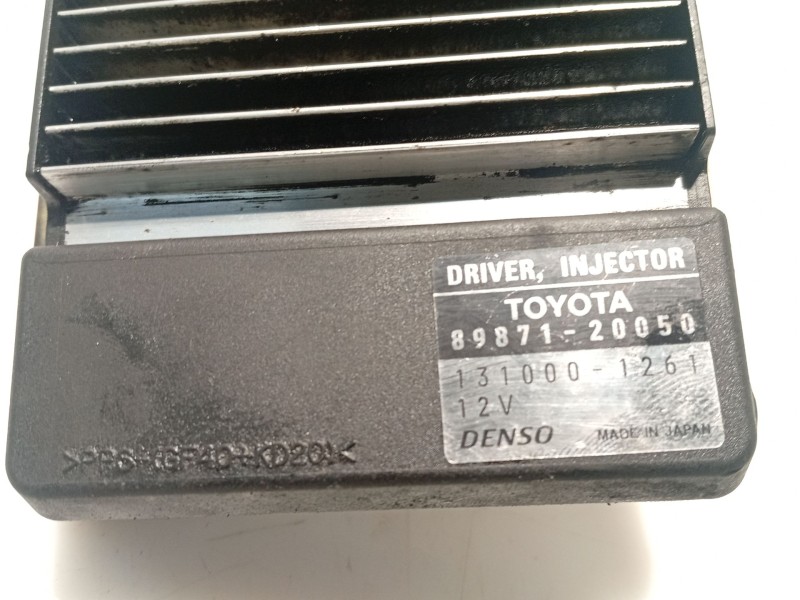 DRIVER, INJECTOR
TOYOTA
89871-20050
131000-1261
12V
DENSO MADE IN JAPAN